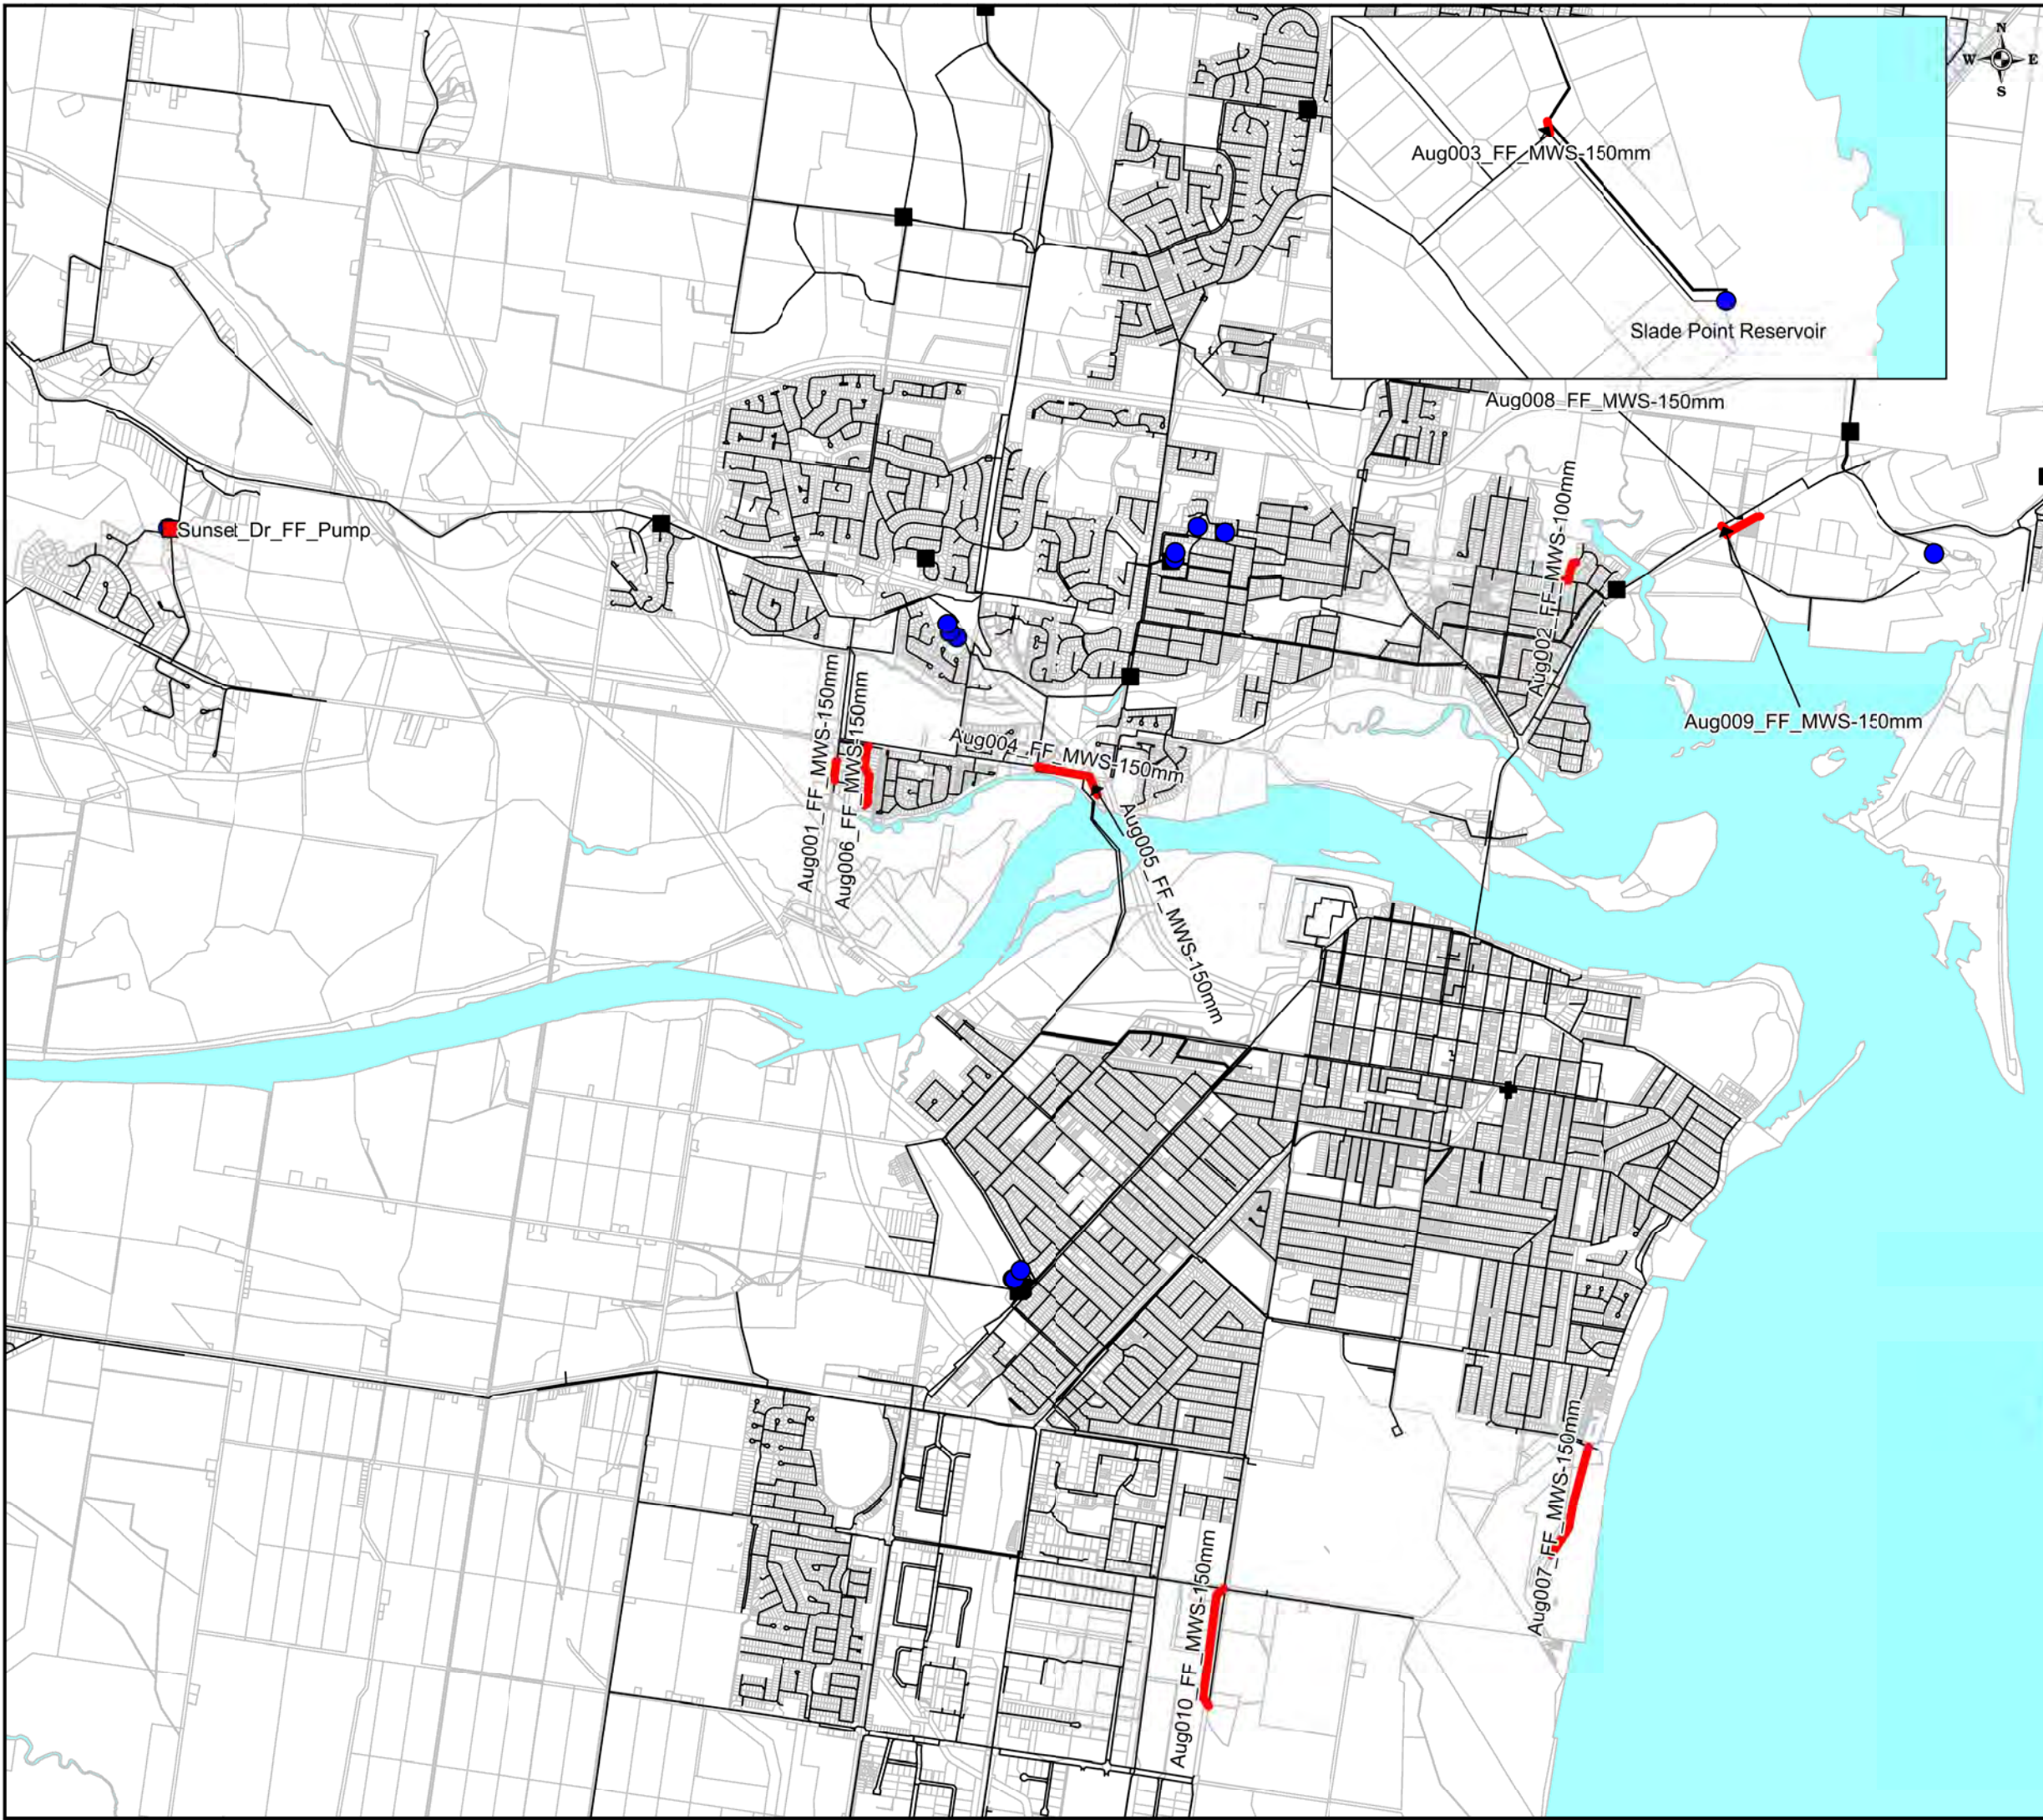 N
W E
S
Aug003_FF_MWS-150mm
Slade Point Reservoir
Aug008_FF_MWS-150mm
Sunset_Dr_FF_Pump
Aug002_FF_MWS-100mm
Aug009_FF_MWS-150mm
Aug001_FF_MWS-150mm
Aug006_FF_MWS-150mm
Aug004_FF_MWS-150mm
Aug005_FF_MWS-150mm
Aug007_FF_MWS-150mm
Aug010_FF_MWS-150mm